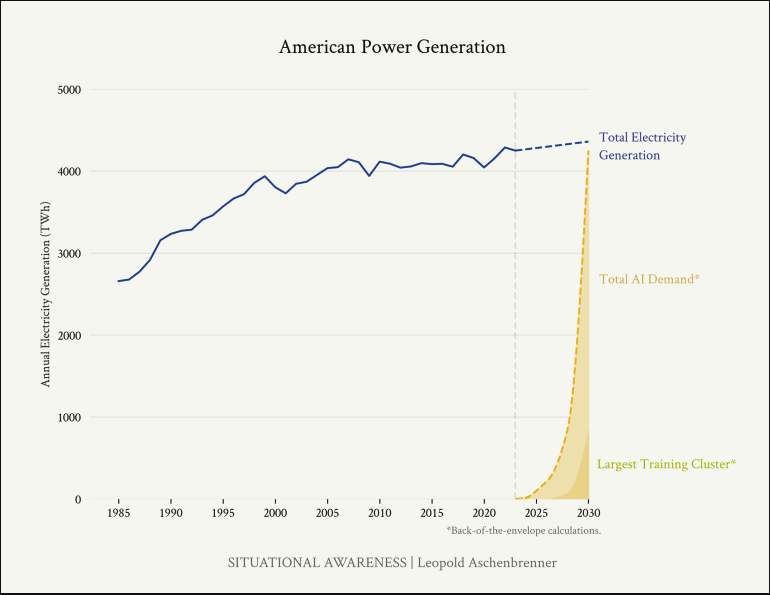 American Power Generation
5000
4000
3000
2000
1000
0
Annual Electricity Generation (TWh)
Total Electricity
Generation
Total AI Demand*
Largest Training Cluster*
1985 1990 1995 2000 2005 2010 2015 2020 2025 2030
*Back-of-the-envelope calculations.
SITUATIONAL AWARENESS | Leopold Aschenbrenner